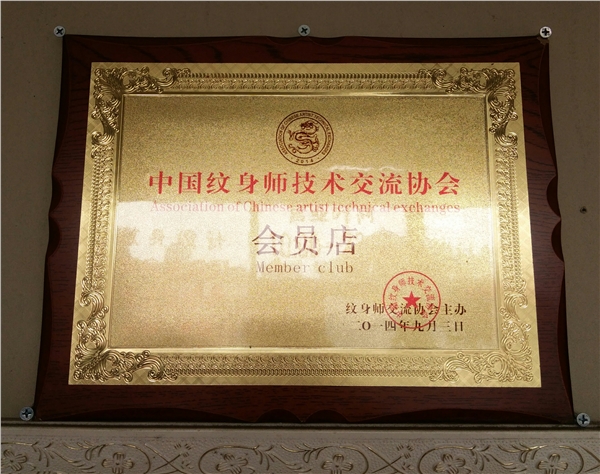 2014
中国纹身师技术交流协会
Association of Chinese artist technical exchanges
会员店
Member club
纹身师交流协会主办
二〇一四年九月三日